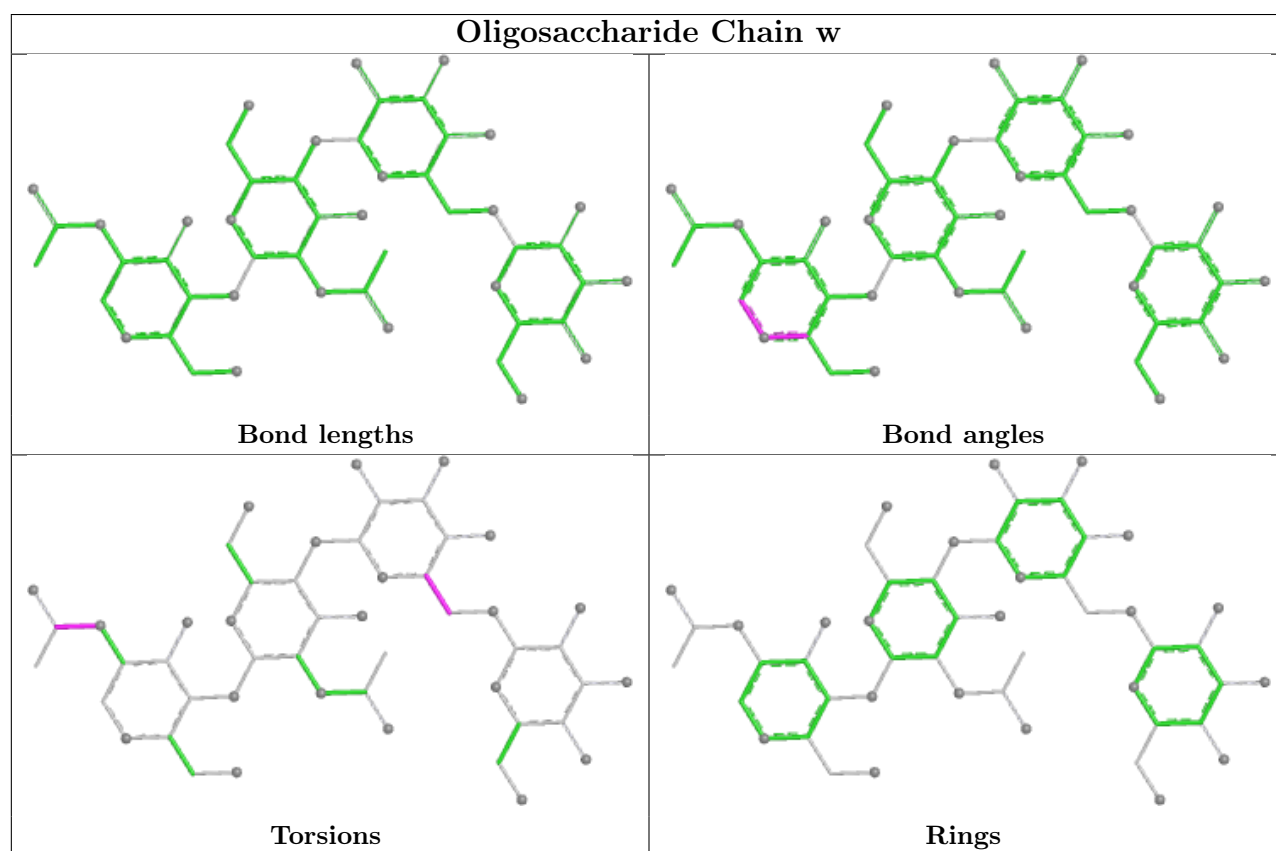 Oligosaccharide Chain w
Bond lengths
Bond angles
Torsions
Rings